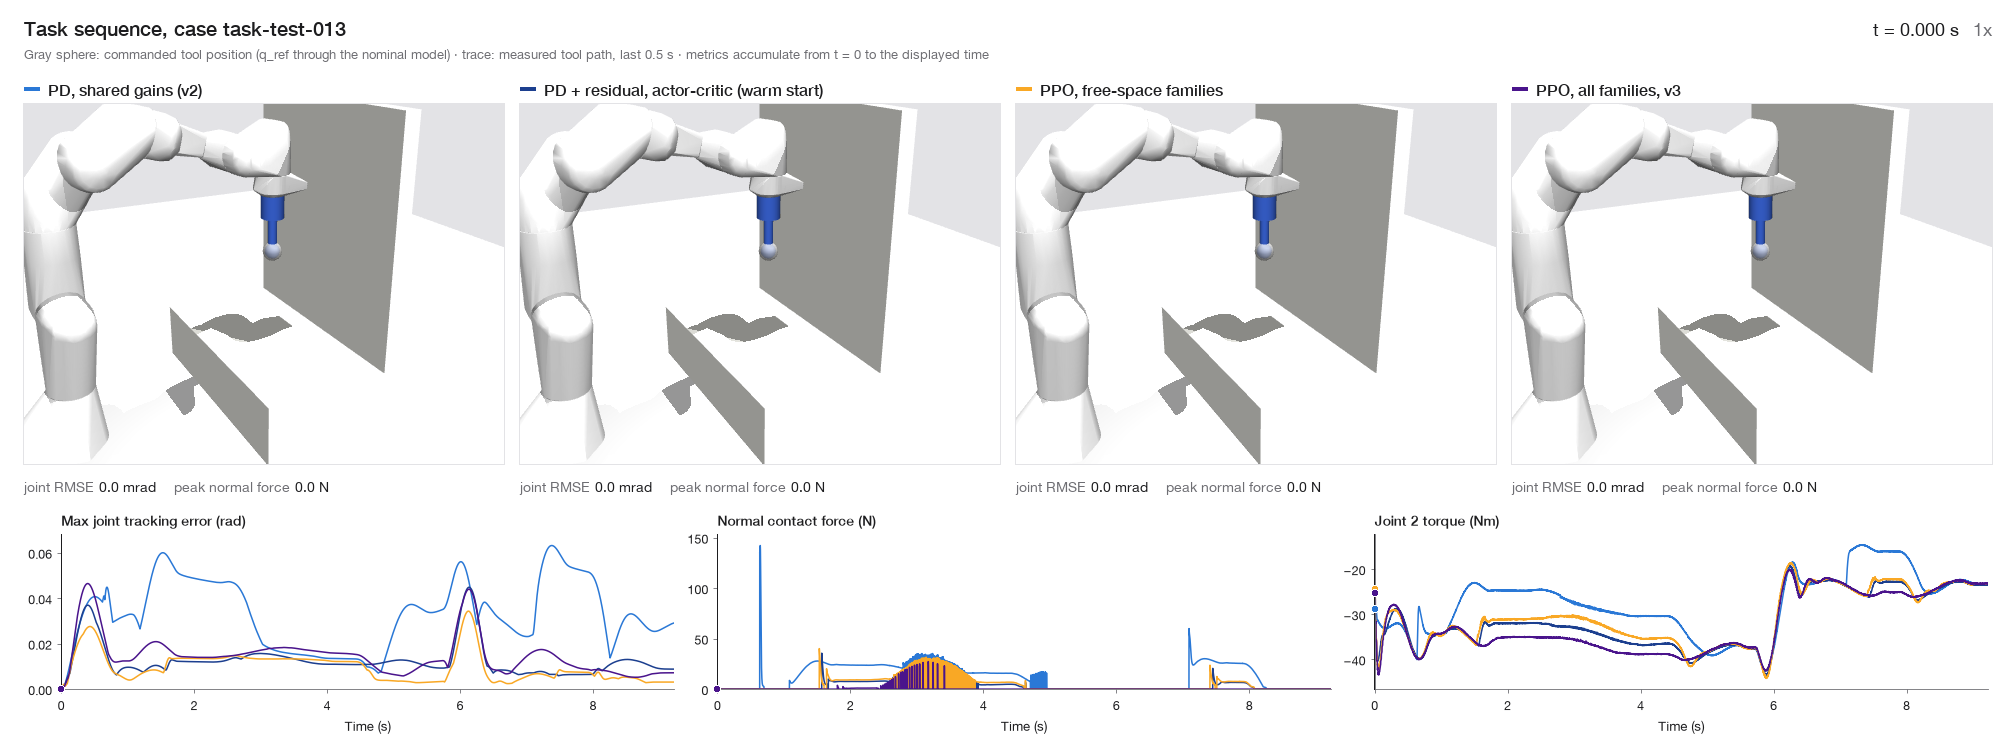 Task sequence, case task-test-013
t = 0.000 s 1x
Gray sphere: commanded tool position (q_ref through the nominal model) · trace: measured tool path, last 0.5 s · metrics accumulate from t = 0 to the displayed time
PD, shared gains (v2)
PD + residual, actor-critic (warm start)
PPO, free-space families
PPO, all families, v3
joint RMSE 0.0 mrad peak normal force 0.0 N
joint RMSE 0.0 mrad peak normal force 0.0 N
joint RMSE 0.0 mrad peak normal force 0.0 N
joint RMSE 0.0 mrad peak normal force 0.0 N
Max joint tracking error (rad)
0.06
0.04
0.02
0.00
0 2 4 6 8
Time (s)
Normal contact force (N)
150
100
50
0
0 2 4 6 8
Time (s)
Joint 2 torque (Nm)
−20
−30
−40
0 2 4 6 8
Time (s)